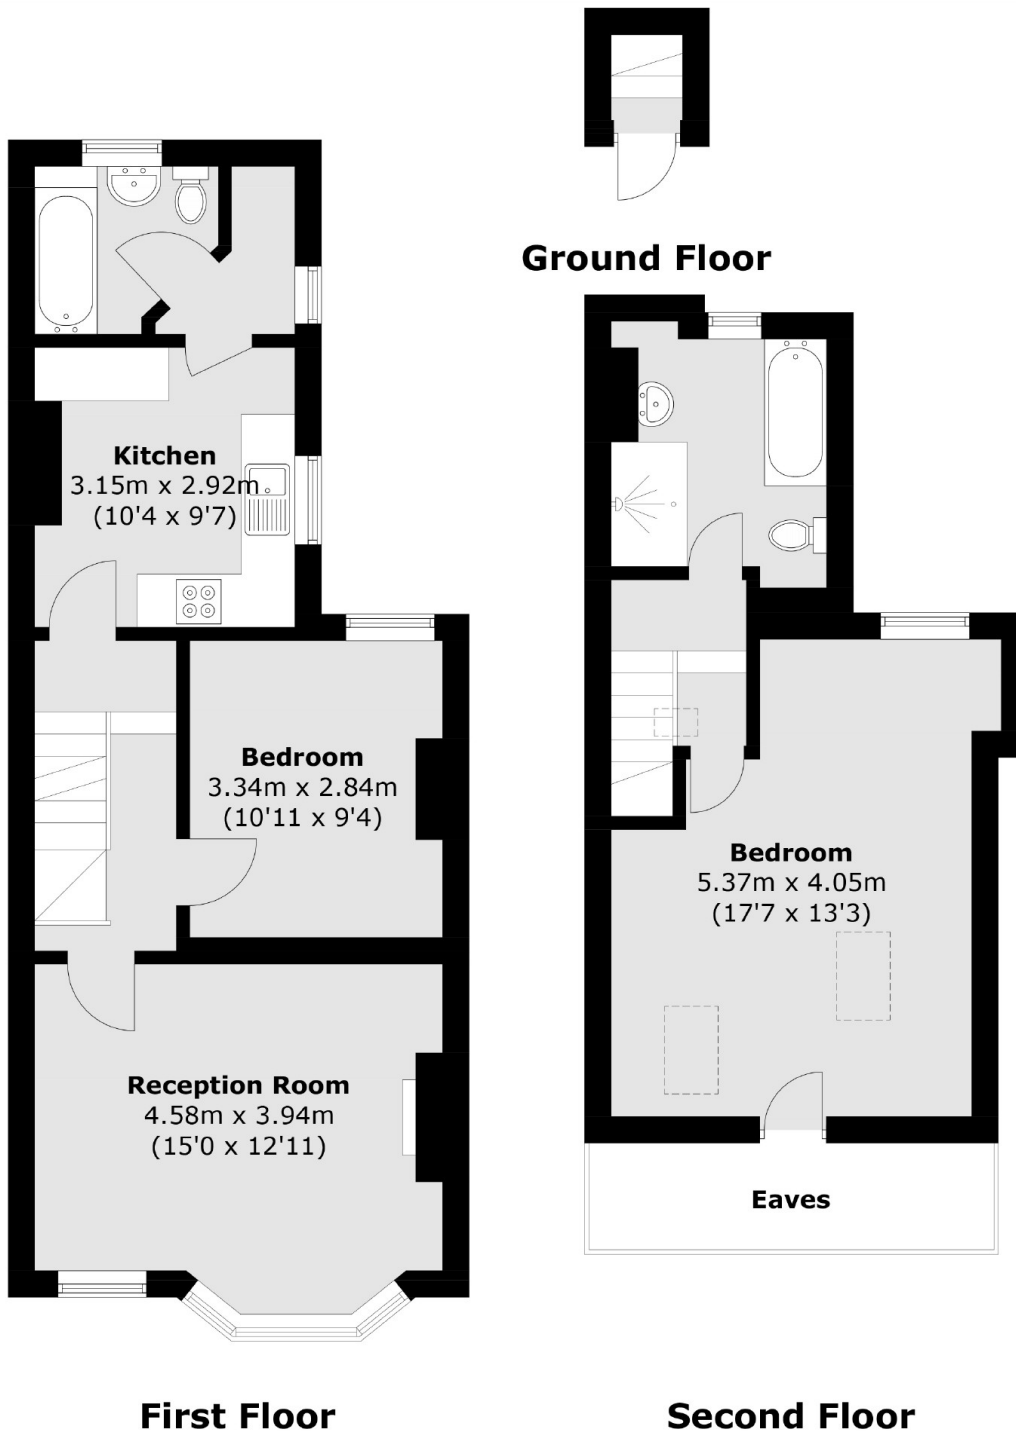 Ground Floor
Kitchen
3.15m x 2.92m
(10'4 x 9'7)
Bedroom
3.34m x 2.84m
(10'11 x 9'4)
Reception Room
4.58m x 3.94m
(15'0 x 12'11)
First Floor
Bedroom
5.37m x 4.05m
(17'7 x 13'3)
Eaves
Second Floor